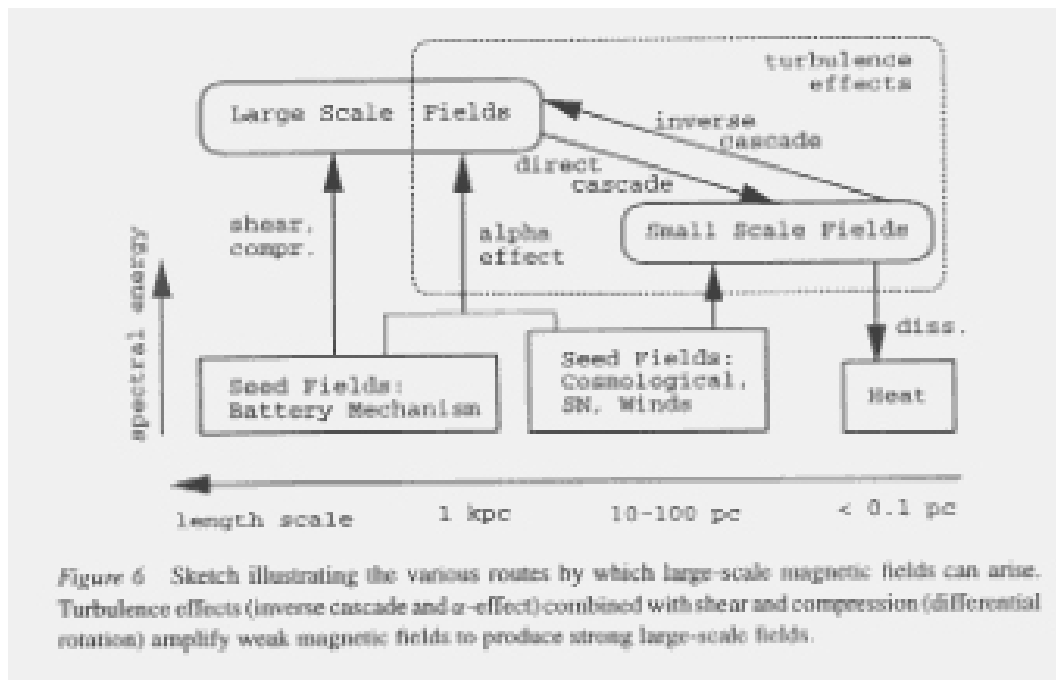 turbulence
effects
Large Scale Fields
inverse
cascade
direct
cascade
shear,
compr.
alpha
effect
Small Scale Fields
spectral energy
diss.
Seed Fields:
Battery Mechanism
Seed Fields:
Cosmological,
SN, Winds
Heat
length scale
1 kpc
10-100 pc
< 0.1 pc
Figure 6 Sketch illustrating the various routes by which large-scale magnetic fields can arise.
Turbulence effects (inverse cascade and α-effect) combined with shear and compression (differential
rotation) amplify weak magnetic fields to produce strong large-scale fields.